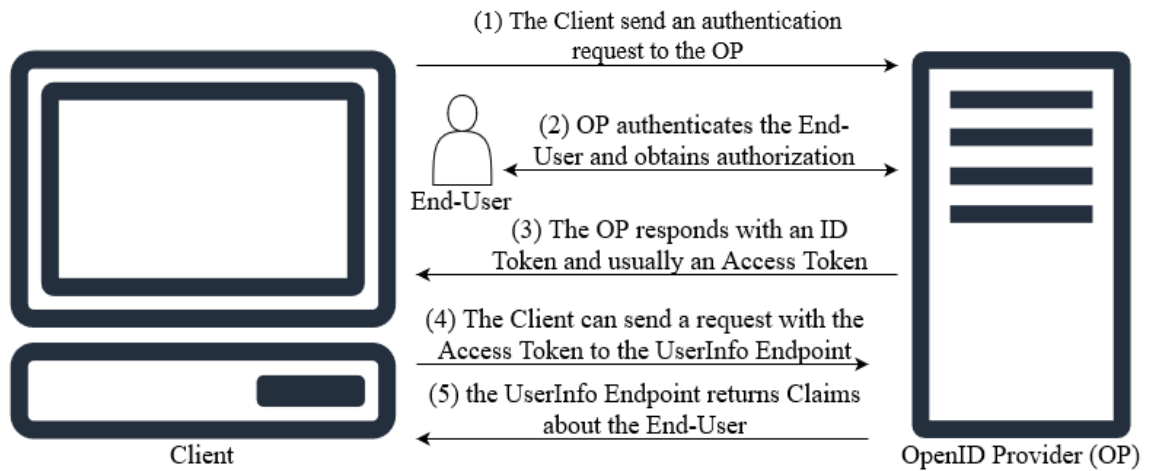 (1) The Client send an authentication
request to the OP
(2) OP authenticates the End-
User and obtains authorization
End-User
(3) The OP responds with an ID
Token and usually an Access Token
(4) The Client can send a request with the
Access Token to the UserInfo Endpoint
(5) the UserInfo Endpoint returns Claims
about the End-User
Client
OpenID Provider (OP)